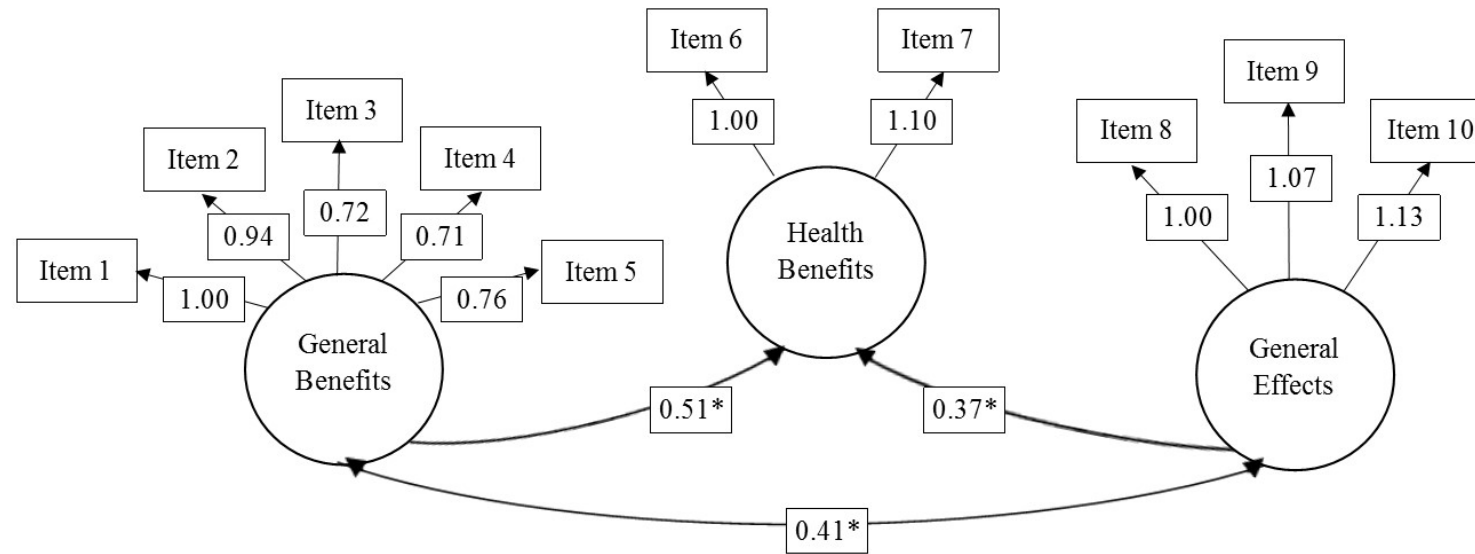 Item 1
1.00
Item 2
0.94
Item 3
0.72
Item 4
0.71
Item 5
0.76
General
Benefits
Item 6
1.00
Item 7
1.10
Health
Benefits
Item 8
1.00
Item 9
1.07
Item 10
1.13
General
Effects
0.51*
0.37*
0.41*